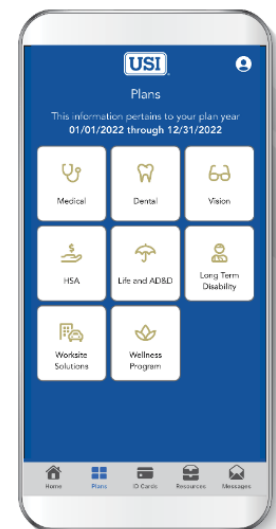 USI
Plans
This information pertains to your plan year
01/01/2022 through 12/31/2022
Medical
Dental
Vision
HSA
Life and AD&D
Long Term
Disability
Worksite
Solutions
Wellness
Program
Home
Plans
ID Cards
Resources
Messages